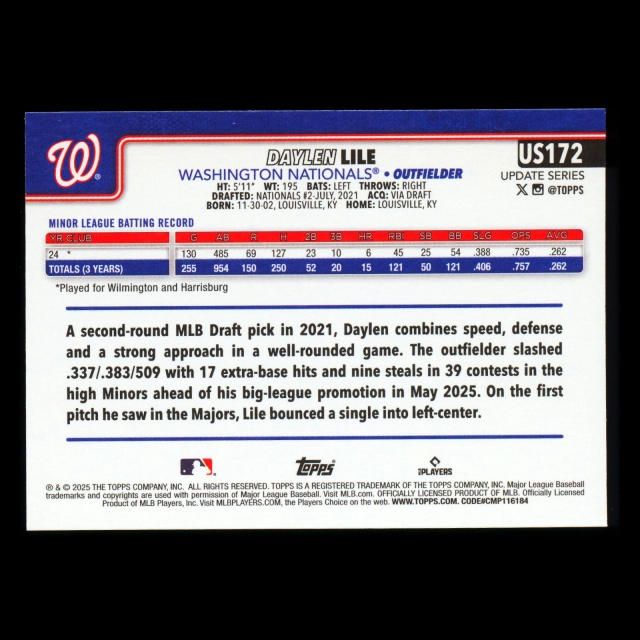 W
US172
DAYLEN LILE
UPDATE SERIES
WASHINGTON NATIONALS® • OUTFIELDER
@TOPPS
HT: 5'11" WT: 195 BATS: LEFT THROWS: RIGHT
DRAFTED: NATIONALS #2-JULY, 2021 ACQ: VIA DRAFT
BORN: 11-30-02, LOUISVILLE, KY HOME: LOUISVILLE, KY
MINOR LEAGUE BATTING RECORD
YR CLUB G AB R H 2B 3B HR RBI SB BB SLG OPS AVG
24 * 130 485 69 127 23 10 6 45 25 54 .388 .735 .262
TOTALS (3 YEARS) 255 954 150 250 52 20 15 121 50 121 .406 .757 .262
*Played for Wilmington and Harrisburg
A second-round MLB Draft pick in 2021, Daylen combines speed, defense
and a strong approach in a well-rounded game. The outfielder slashed
.337/.383/509 with 17 extra-base hits and nine steals in 39 contests in the
high Minors ahead of his big-league promotion in May 2025. On the first
pitch he saw in the Majors, Lile bounced a single into left-center.
Topps
MLB PLAYERS
® & © 2025 THE TOPPS COMPANY, INC. ALL RIGHTS RESERVED. TOPPS IS A REGISTERED TRADEMARK OF THE TOPPS COMPANY, INC. Major League Baseball
trademarks and copyrights are used with permission of Major League Baseball. Visit MLB.com. OFFICIALLY LICENSED PRODUCT OF MLB. Officially Licensed
Product of MLB Players, Inc. Visit MLBPLAYERS.COM, the Players Choice on the web. WWW.TOPPS.COM. CODE#CMP116184